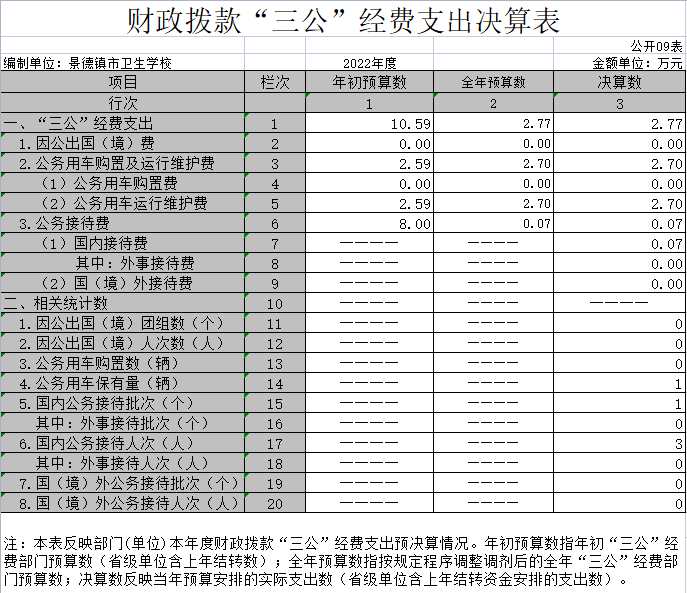 财政拨款“三公”经费支出决算表
公开09表
编制单位：景德镇市卫生学校 2022年度 金额单位：万元
项目 栏次 年初预算数 全年预算数 决算数
行次 1 2 3
一、“三公”经费支出 1 10.59 2.77 2.77
1.因公出国（境）费 2 0.00 0.00 0.00
2.公务用车购置及运行维护费 3 2.59 2.70 2.70
（1）公务用车购置费 4 0.00 0.00 0.00
（2）公务用车运行维护费 5 2.59 2.70 2.70
3.公务接待费 6 8.00 0.07 0.07
（1）国内接待费 7 ———— ———— 0.07
其中：外事接待费 8 ———— ———— 0.00
（2）国（境）外接待费 9 ———— ———— 0.00
二、相关统计数 10 ———— ———— ————
1.因公出国（境）团组数（个） 11 ———— ———— 0
2.因公出国（境）人次数（人） 12 ———— ———— 0
3.公务用车购置数（辆） 13 ———— ———— 0
4.公务用车保有量（辆） 14 ———— ———— 1
5.国内公务接待批次（个） 15 ———— ———— 1
其中：外事接待批次（个） 16 ———— ———— 0
6.国内公务接待人次（人） 17 ———— ———— 3
其中：外事接待人次（人） 18 ———— ———— 0
7.国（境）外公务接待批次（个） 19 ———— ———— 0
8.国（境）外公务接待人次（人） 20 ———— ———— 0
注：本表反映部门(单位)本年度财政拨款“三公”经费支出预决算情况。年初预算数指年初“三公”经
费部门预算数（省级单位含上年结转数）；全年预算数指按规定程序调整调剂后的全年“三公”经费部
门预算数；决算数反映当年预算安排的实际支出数（省级单位含上年结转资金安排的支出数）。